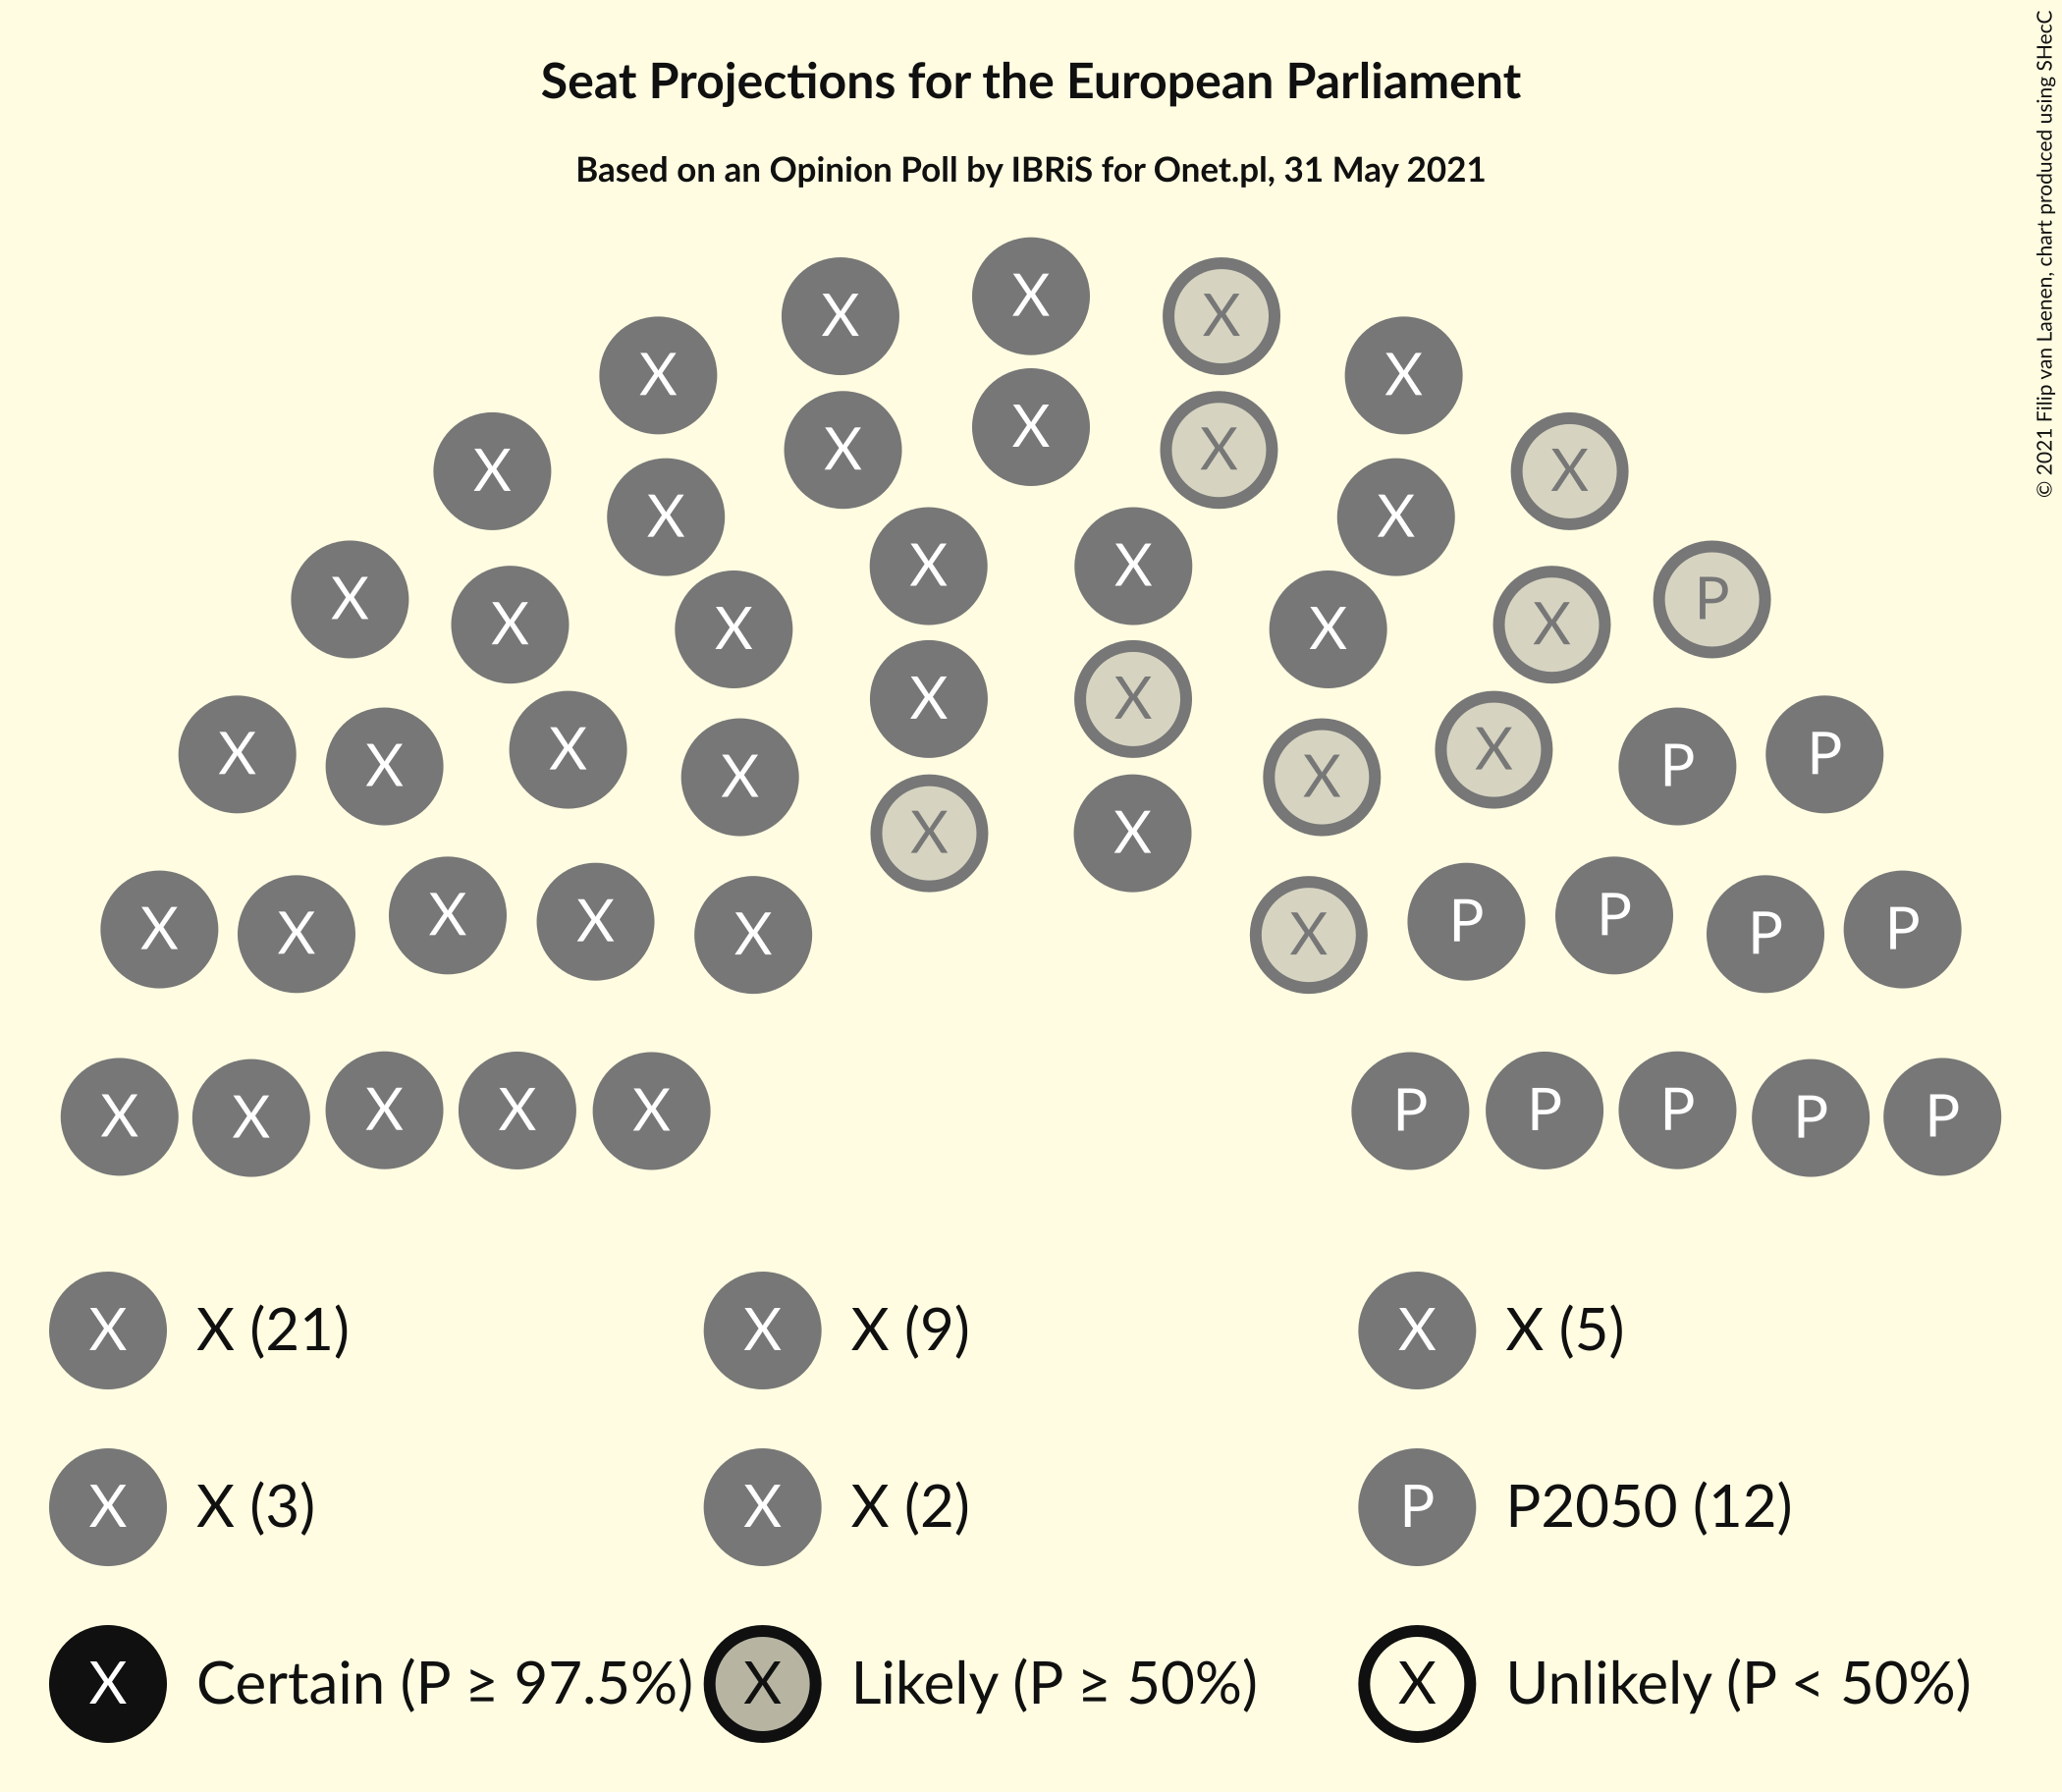 Seat Projections for the European Parliament
Based on an Opinion Poll by IBRiS for Onet.pl, 31 May 2021
© 2021 Filip van Laenen, chart produced using SHecC
X
X X
X X
X
X X
X X
X X
X P
X X
X X
X X
X X
X X
X X
X X
X X
X X
X X
P P
X X
X X
X X
X P P
X X P P
X X X P
X X P P P
X X P P P
X (21) X (9) X (5)
X X P
X (3) X (2) P2050 (12)
X Certain (P ≥ 97.5%) X Likely (P ≥ 50%) X Unlikely (P < 50%)